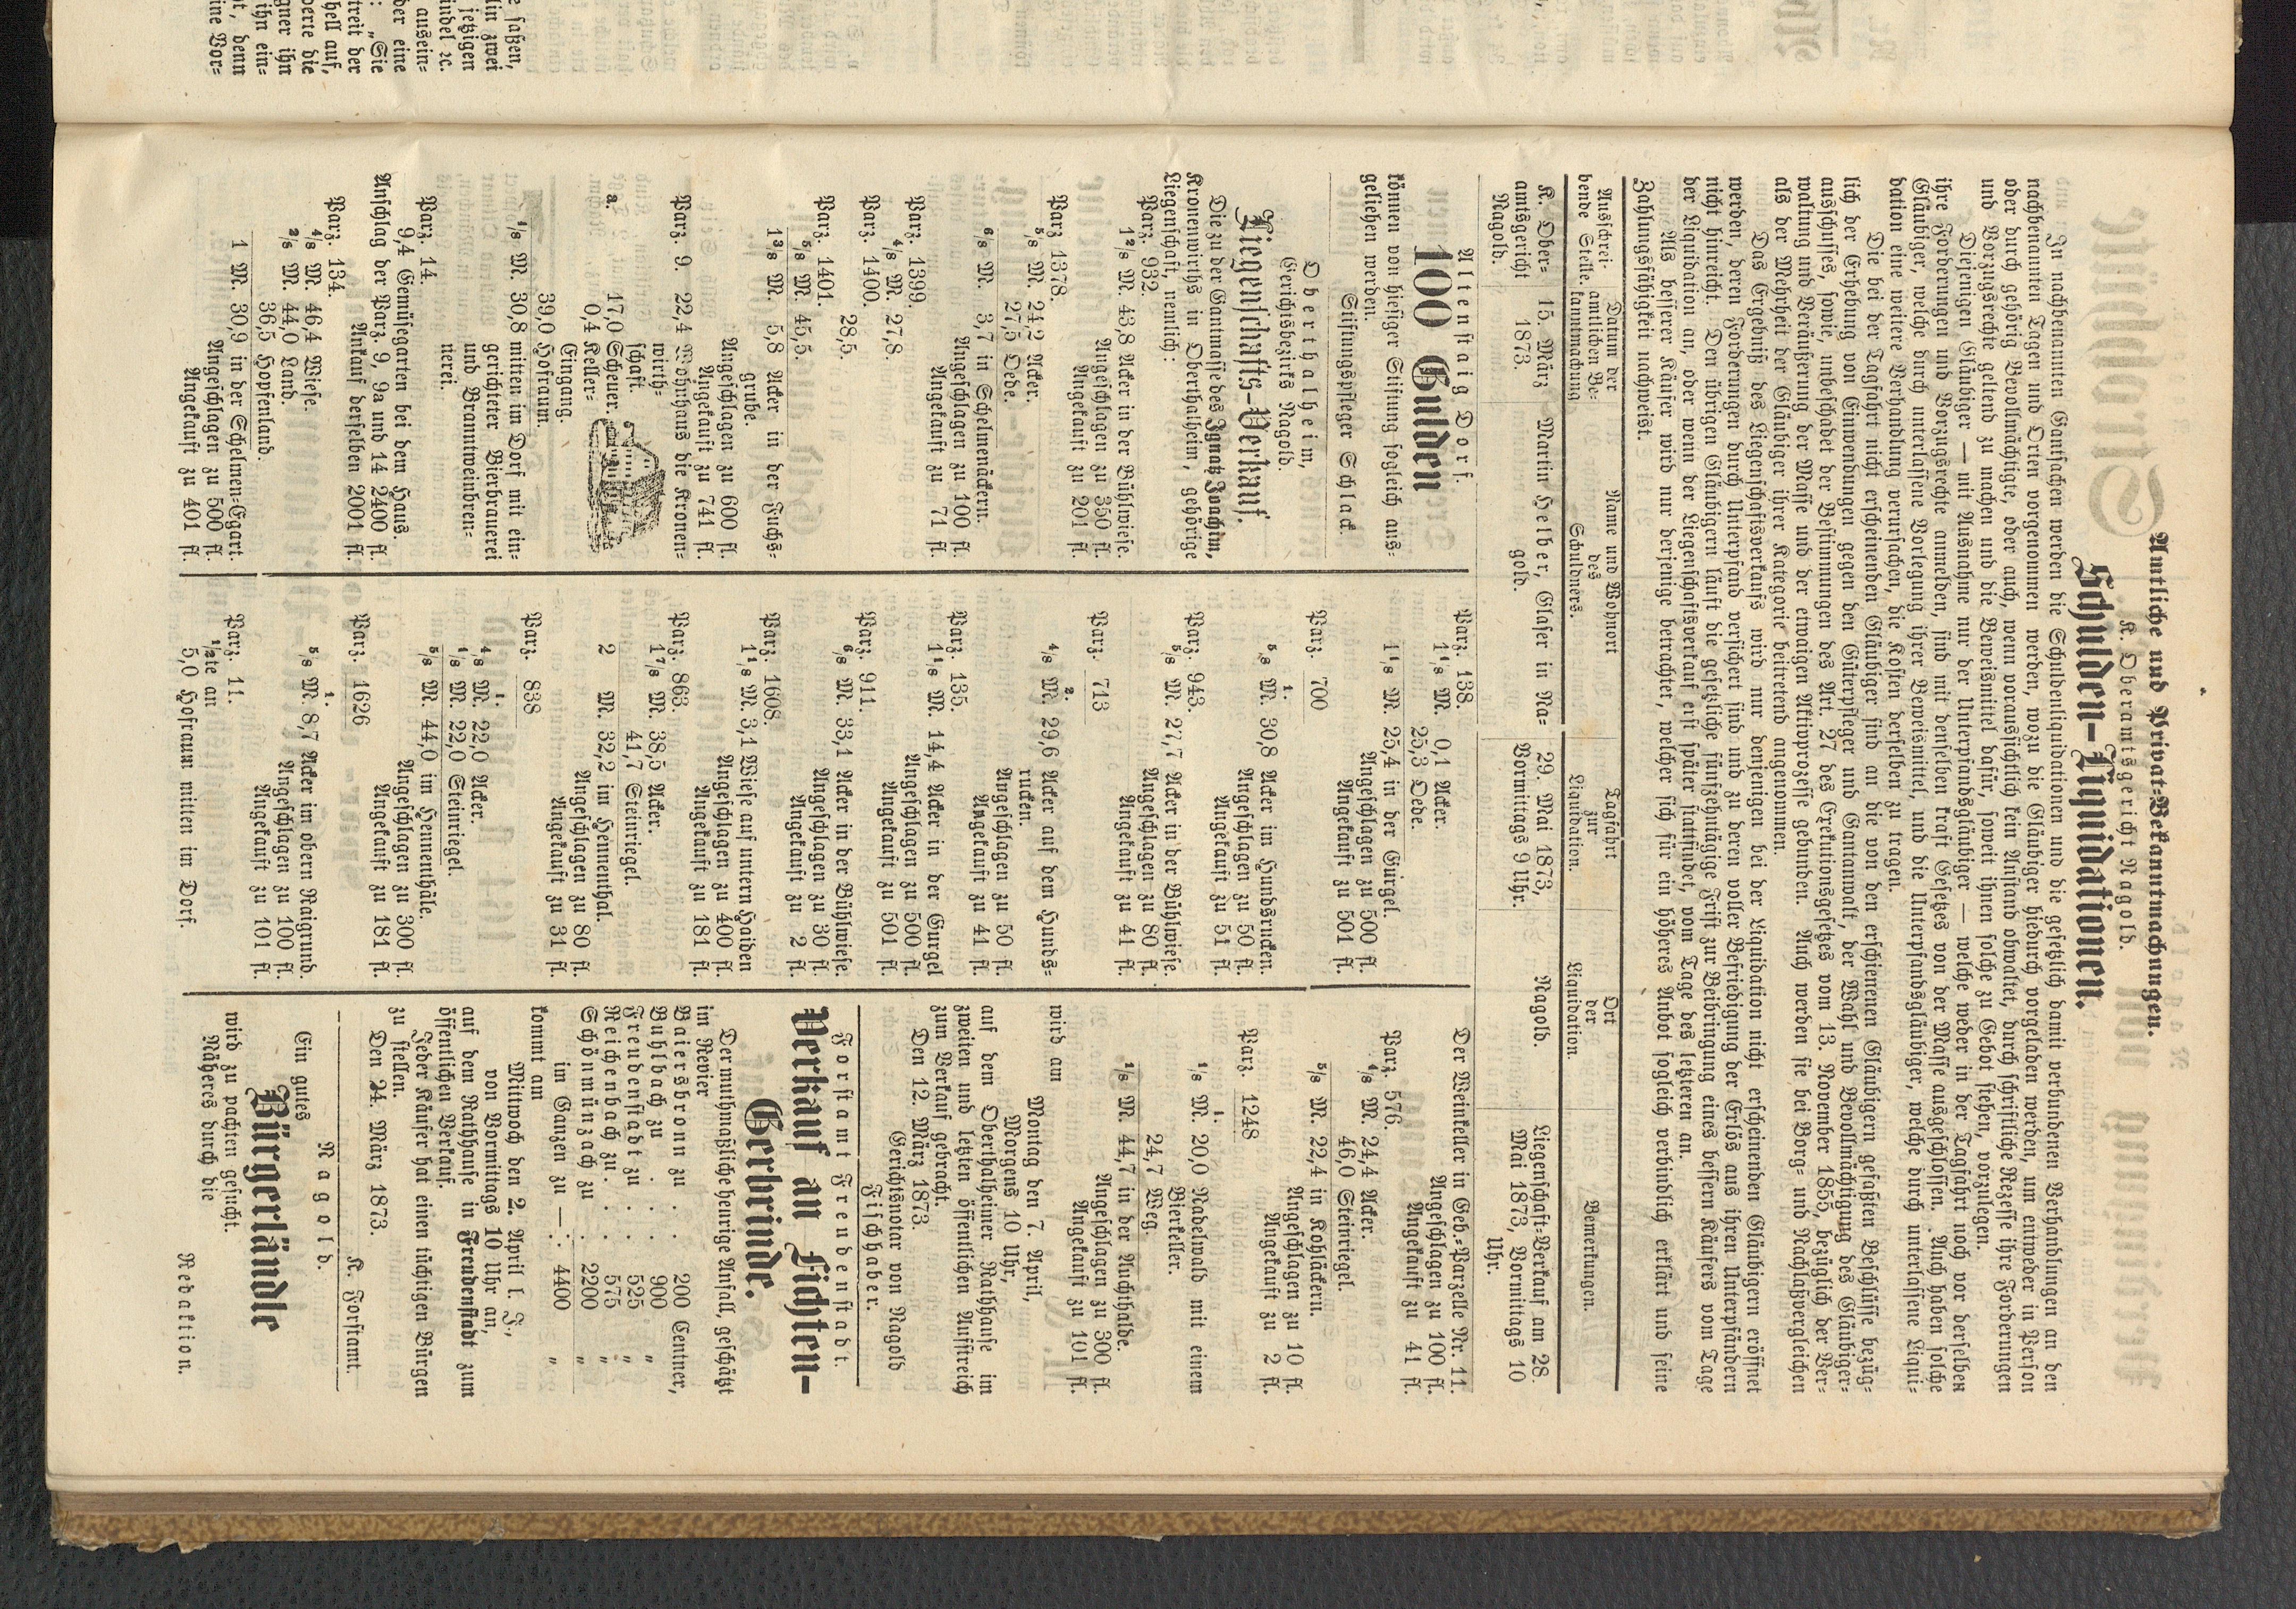 Amtliche und Privat-Bekanntmachungen.
K. Oberamtsgericht Nagold.
Schulden-Liquidationen.
In nachbenannten Gantsachen werden die Schuldenliquidationen und die gesetzlich damit verbundenen Verhandlungen an den
nachbenannten Tagen und Orten vorgenommen werden, wozu die Gläubiger hiedurch vorgeladen werden, um entweder in Person
oder durch gehörig Bevollmächtigte, oder auch, wenn voraussichtlich kein Anstand obwaltet, durch schriftliche Rezesse ihre Forderungen
und Vorzugsrechte geltend zu machen und die Beweismittel dafür, soweit ihnen solche zu Gebot stehen, vorzulegen.
Diejenigen Gläubiger — mit Ausnahme nur der Unterpfandsgläubiger — welche weder in der Tagfahrt noch vor derselben
ihre Forderungen und Vorzugsrechte anmelden, sind mit denselben kraft Gesetzes von der Masse ausgeschlossen. Auch haben solche
Gläubiger, welche durch unterlassene Vorlegung ihrer Beweismittel, und die Unterpfandsgläubiger, welche durch unterlassene Liqui-
dation eine weitere Verhandlung verursachen, die Kosten derselben zu tragen.
Die bei der Tagfahrt nicht erscheinenden Gläubiger sind an die von den erschienenen Gläubigern gefaßten Beschlüsse bezüg-
lich der Erhebung von Einwendungen gegen den Güterpfleger und Gantanwalt, der Wahl und Bevollmächtigung des Gläubiger-
ausschusses, sowie, unbeschadet der Bestimmungen des Art. 27 des Exekutionsgesetzes vom 13. November 1855, bezüglich der Ver-
waltung und Veräußerung der Masse und der etwaigen Aktivprozesse gebunden. Auch werden sie bei Borg- und Nachlaßvergleichen
als der Mehrheit der Gläubiger ihrer Kategorie beitretend angenommen.
Das Ergebniß des Liegenschaftsverkaufs wird nur denjenigen bei der Liquidation nicht erscheinenden Gläubigern eröffnet
werden, deren Forderungen durch Unterpfand versichert sind und zu deren voller Befriedigung der Erlös aus ihren Unterpfändern
nicht hinreicht. Den übrigen Gläubigern läuft die gesetzliche fünfzehntägige Frist zur Beibringung eines bessern Käufers vom Tage
der Liquidation an, oder wenn der Liegenschaftsverkauf erst später stattfindet, vom Tage des letzteren an.
Als besserer Käufer wird nur derjenige betrachtet, welcher sich für ein höheres Anbot sogleich verbindlich erklärt und seine
Zahlungsfähigkeit nachweist.
Ausschrei-
bende Stelle.
Datum der
amtlichen Be-
kanntmachung
Name und Wohnort
des
Schuldners.
Tagfahrt
zur
Liquidation.
Ort
der
Liquidation.
Bemerkungen.
K. Ober-
amtsgericht
Nagold.
15. März
1873.
Martin Helber, Glaser in Na-
gold.
29. Mai 1873,
Vormittags 9 Uhr.
Nagold.
Liegenschaft-Verkauf am 28.
Mai 1873, Vormittags 10
Uhr.
Altenstaig Dorf.
100 Gulden
können von hiesiger Stiftung sogleich aus-
geliehen werden.
Stiftungspfleger Schlack.
Oberthalheim,
Gerichtsbezirks Nagold.
Liegenschafts-Verkauf.
Die zu der Gantmasse des Ignatz Joachim,
Kronenwirths in Oberthalheim, gehörige
Liegenschaft, nemlich:
Parz. 932.
1 2/8 M. 43,8 Acker in der Bühlwiese.
Angeschlagen zu 350 fl.
Angekauft zu 201 fl.
Parz 1378.
5/8 M. 24,2 Acker.
27,5 Oede.
6/8 M. 3,7 in Schelmenäckern.
Angeschlagen zu 100 fl.
Angekauft zu 71 fl.
Parz. 1399.
4/8 M. 27,8.
Parz. 1400.
28,5.
Parz. 1401.
5/8 M. 45,5.
1 3/8 M. 5,8 Acker in der Fuchs-
grube.
Angeschlagen zu 600 fl.
Angekauft zu 741 fl.
Parz. 9. 22,4 Wohnhaus die Kronen-
wirth-
schaft.
a. 17,0 Scheuer.
0,4 Keller-
Eingang.
39,0 Hofraum.
1/8 M. 30,8 mitten im Dorf mit ein-
gerichteter Bierbrauerei
und Branntweinbren-
nerei.
Parz. 14.
9,4 Gemüsegarten bei dem Haus.
Anschlag der Parz. 9, 9a und 14 2400 fl.
Ankauf derselben 2001 fl.
Parz. 134.
4/8 M. 46,4 Wiese.
2/8 M. 44,0 Land.
36,5 Hopfenland.
1 M. 30,9 in der Schelmen-Egart.
Angeschlagen zu 500 fl.
Angekauft zu 401 fl.
Parz. 138.
1 1/8 M. 0,1 Acker.
25,3 Oede.
1 1/8 M. 25,4 in der Gurgel.
Angeschlagen zu 500 fl.
Angekauft zu 501 fl.
Parz. 700
1.
5/8 M. 30,8 Acker im Hundsrucken.
Angeschlagen zu 50 fl.
Angekauft zu 51 fl.
Parz. 943.
5/8 M. 27,7 Acker in der Bühlwiese.
Angeschlagen zu 80 fl.
Angekauft zu 41 fl.
Parz. 713
2.
4/8 M. 29,6 Acker auf dem Hunds-
rucken.
Angeschlagen zu 50 fl.
Angekauft zu 41 fl.
Parz. 135.
1 1/8 M. 14,4 Acker in der Gurgel
Angeschlagen zu 500 fl.
Angekauft zu 501 fl.
Parz. 911.
6/8 M. 33,1 Acker in der Bühlwiese.
Angeschlagen zu 30 fl.
Angekauft zu 2 fl.
Parz. 1608.
1 1/8 M. 3,1 Wiese auf untern Haiden
Angeschlagen zu 400 fl.
Angekauft zu 181 fl.
Parz. 863.
1 7/8 M. 38,5 Acker.
41,7 Steinriegel.
2 M. 32,2 im Hennenthal.
Angeschlagen zu 80 fl.
Angekauft zu 31 fl.
Parz. 838
1.
4/8 M. 22,0 Acker.
1/8 M. 22,0 Steinriegel.
5/8 M. 44,0 im Hennenthäle.
Angeschlagen zu 300 fl.
Angekauft zu 181 fl.
Parz. 1626
1.
5/8 M. 8,7 Acker im obern Raigrund.
Angeschlagen zu 100 fl.
Angekauft zu 101 fl.
Parz. 11.
1/2te an
5,0 Hofraum mitten im Dorf.
Der Weinkeller in Geb.-Parzelle Nr. 11.
Angeschlagen zu 100 fl.
Angekauft zu 41 fl.
Parz. 576.
4/8 M. 24,4 Acker.
46,0 Steinriegel.
5/8 M. 22,4 in Kohläckern.
Angeschlagen zu 10 fl.
Angekauft zu 2 fl.
Parz. 1248
1.
1/8 M. 20,0 Nadelwald mit einem
Bierkeller.
24,7 Weg.
1/8 M. 44,7 in der Auchthalde.
Angeschlagen zu 300 fl.
Angekauft zu 101 fl.
wird am
Montag den 7. April,
Morgens 10 Uhr,
auf dem Oberthalheimer Rathhause im
zweiten und letzten öffentlichen Aufstreich
zum Verkauf gebracht.
Den 12. März 1873.
Gerichtsnotar von Nagold
Fischhaber.
Forstamt Freudenstadt.
Verkauf an Fichten-
Gerbrinde.
Der muthmaßliche heurige Anfall, geschätzt
im Revier
Baiersbronn zu . . 200 Centner,
Buhlbach zu . . . 900 „
Freudenstadt zu . . 525 „
Reichenbach zu . . 575 „
Schönmünzach zu . 2200 „
im Ganzen zu —: 4400 „
kommt am
Mittwoch den 2. April l. J.,
von Vormittags 10 Uhr an,
auf dem Rathhause in Freudenstadt zum
öffentlichen Verkauf.
Jeder Käufer hat einen tüchtigen Bürgen
zu stellen.
Den 24. März 1873.
K. Forstamt.
Nagold.
Ein gutes
Bürgerländle
wird zu pachten gesucht.
Näheres durch die
Redaktion.
e saßen,
lin zwei
jetzigen
indel ꝛc.
ausein-
der eine
: „Sie
treit der
hell auf,
derte die
gner ihn
ihn ein-
t, denn
ine Vor-